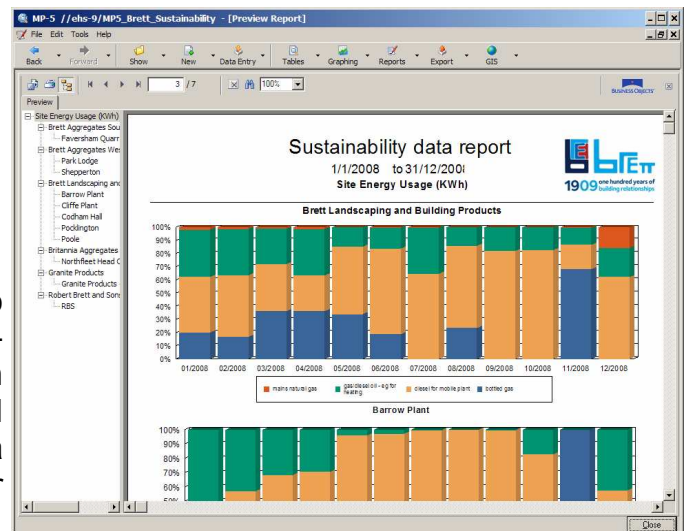 MP-5 //ehs-9/MP5_Brett_Sustainability - [Preview Report]
File Edit Tools Help
Back Forward Show New Data Entry Tables Graphing Reports Export GIS
3 /7 100% BUSINESS OBJECTS
Preview
Site Energy Usage (KWh)
Brett Aggregates Sou
Faversham Quarr
Brett Aggregates Wes
Park Lodge
Shepperton
Brett Landscaping and
Barrow Plant
Cliffe Plant
Codham Hall
Pocklington
Poole
Britannia Aggregates
Northfleet Head O
Granite Products
Granite Products
Robert Brett and Sons
RBS
Sustainability data report
1/1/2008 to 31/12/2008
Site Energy Usage (KWh)
brett
1909 one hundred years of
building relationships
Brett Landscaping and Building Products
100%
90%
80%
70%
60%
50%
40%
30%
20%
10%
0%
01/2008 02/2008 03/2008 04/2008 05/2008 06/2008 07/2008 08/2008 09/2008 10/2008 11/2008 12/2008
mains natural gas gas/diesel oil - eg for diesel for mobile plant bottled gas
heating
Barrow Plant
100%
90%
80%
70%
60%
50%
Close